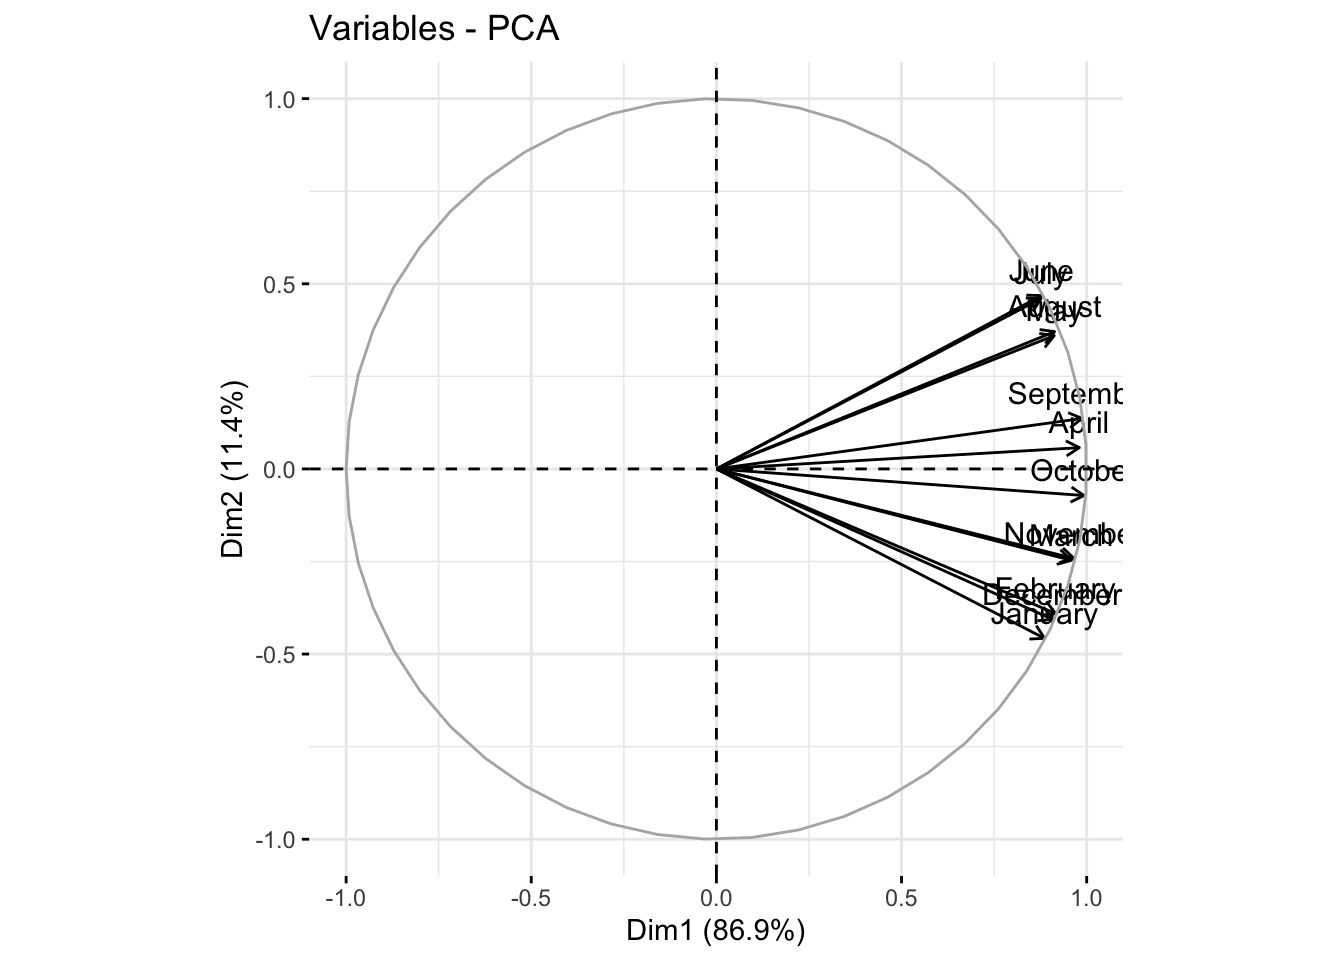 Variables - PCA
1.0
0.5
0.0
-0.5
-1.0
Dim2 (11.4%)
June
July
August
May
Septemb
April
Octobe
Novembe
March
February
December
January
-1.0
-0.5
0.0
0.5
1.0
Dim1 (86.9%)